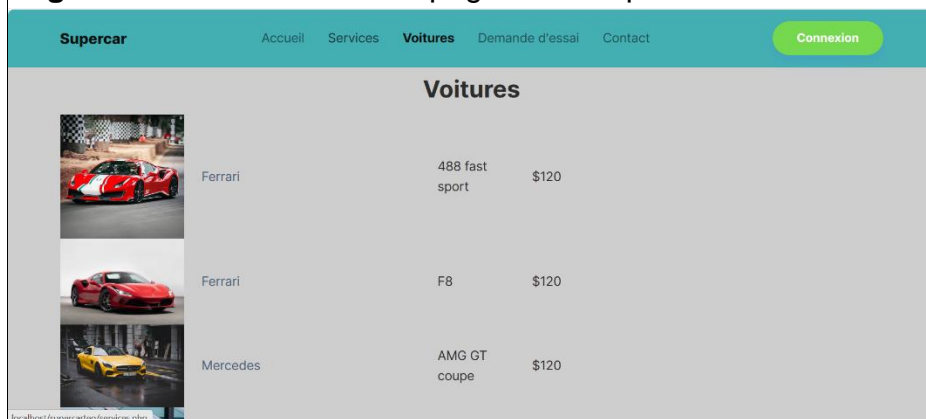 Supercar Accueil Services Voitures Demande d'essai Contact Connexion
Voitures
Ferrari 488 fast sport $120
Ferrari F8 $120
Mercedes AMG GT coupe $120